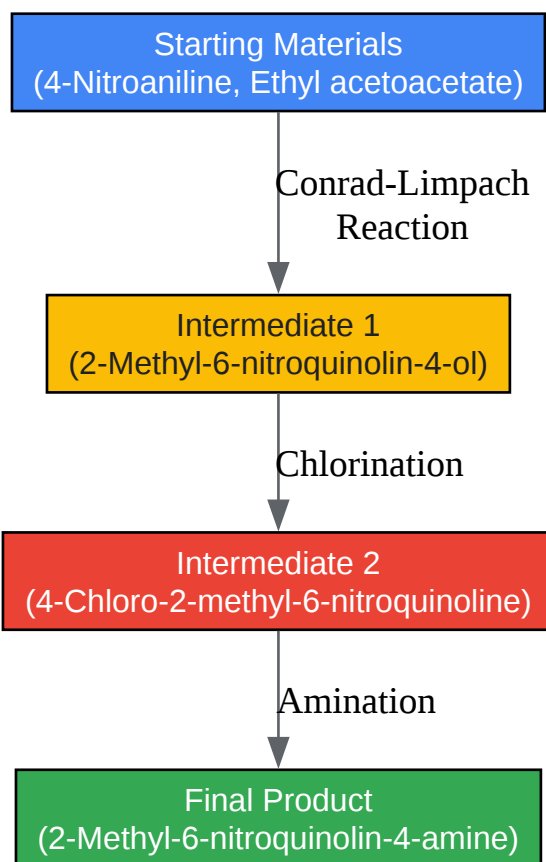 Starting Materials
(4-Nitroaniline, Ethyl acetoacetate)
Conrad-Limpach
Reaction
Intermediate 1
(2-Methyl-6-nitroquinolin-4-ol)
Chlorination
Intermediate 2
(4-Chloro-2-methyl-6-nitroquinoline)
Amination
Final Product
(2-Methyl-6-nitroquinolin-4-amine)